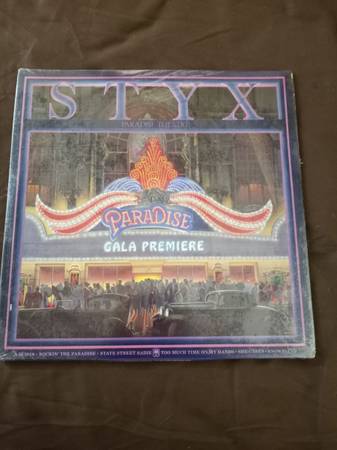 STYX
PARADISE THEATRE
PARADISE
GALA PREMIERE
A.D. 1928 • ROCKIN' THE PARADISE • STATE STREET SADIE • TOO MUCH TIME ON MY HANDS • SHE CARES •